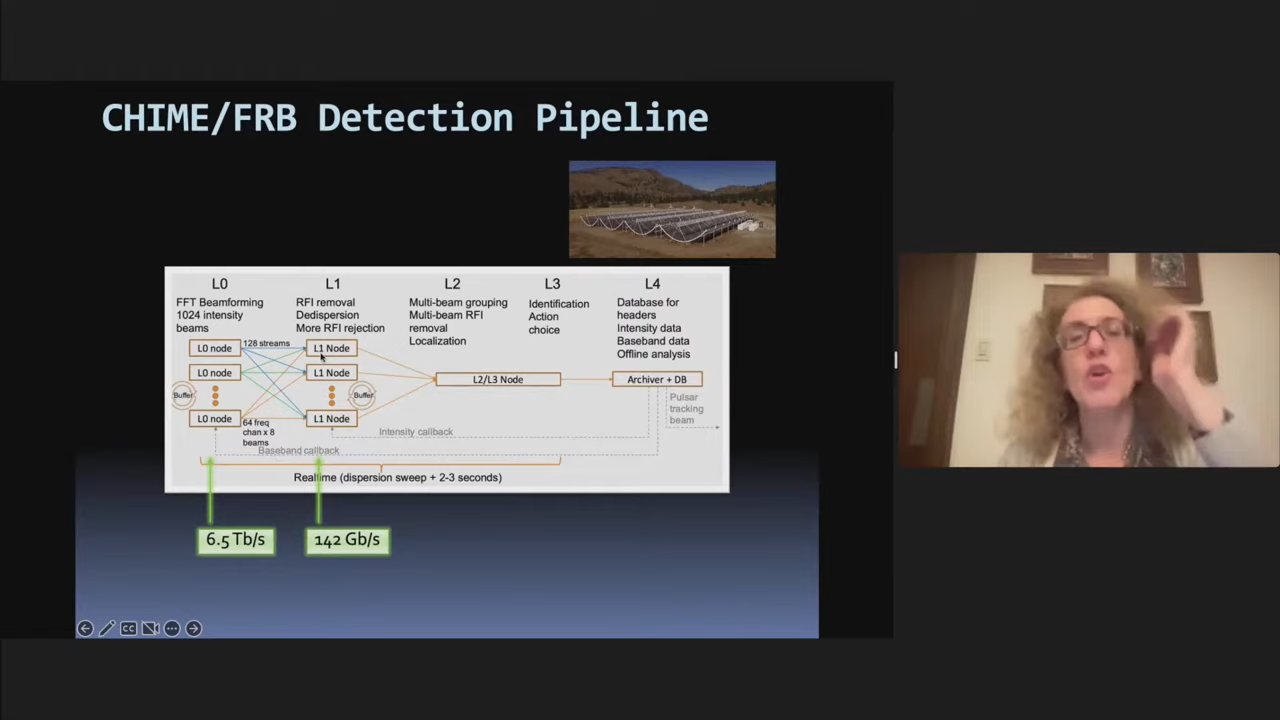 CHIME/FRB Detection Pipeline
L0
FFT Beamforming
1024 intensity
beams
L1
RFI removal
Dedispersion
More RFI rejection
L2
Multi-beam grouping
Multi-beam RFI
removal
Localization
L3
Identification
Action
choice
L4
Database for
headers
Intensity data
Baseband data
Offline analysis
L0 node
128 streams
L1 Node
L0 node
L1 Node
L2/L3 Node
Archiver + DB
Buffer
Buffer
L0 node
64 freq
chan x 8
beams
L1 Node
Pulsar
tracking
beam
Intensity callback
Baseband callback
Realtime (dispersion sweep + 2-3 seconds)
6.5 Tb/s
142 Gb/s
CC